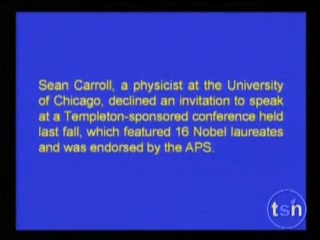 Sean Carroll, a physicist at the University
of Chicago, declined an invitation to speak
at a Templeton-sponsored conference held
last fall, which featured 16 Nobel laureates
and was endorsed by the APS.
tsn